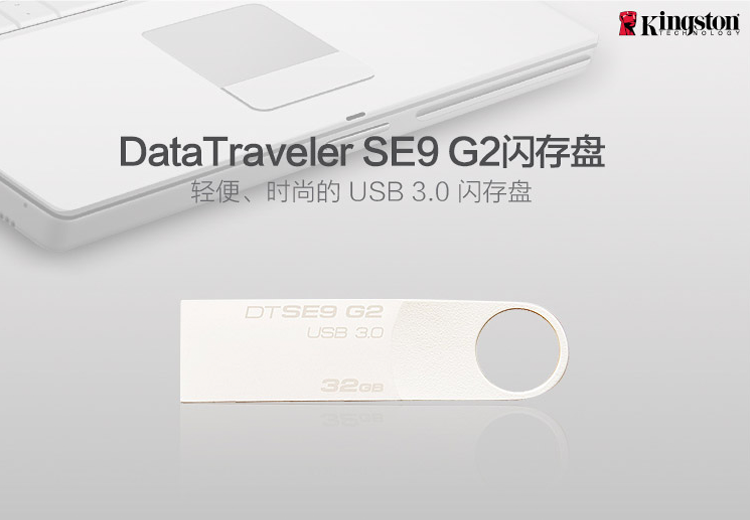 Kingston
TECHNOLOGY
DataTraveler SE9 G2闪存盘
轻便、时尚的 USB 3.0 闪存盘
DTSE9 G2
USB 3.0
32GB